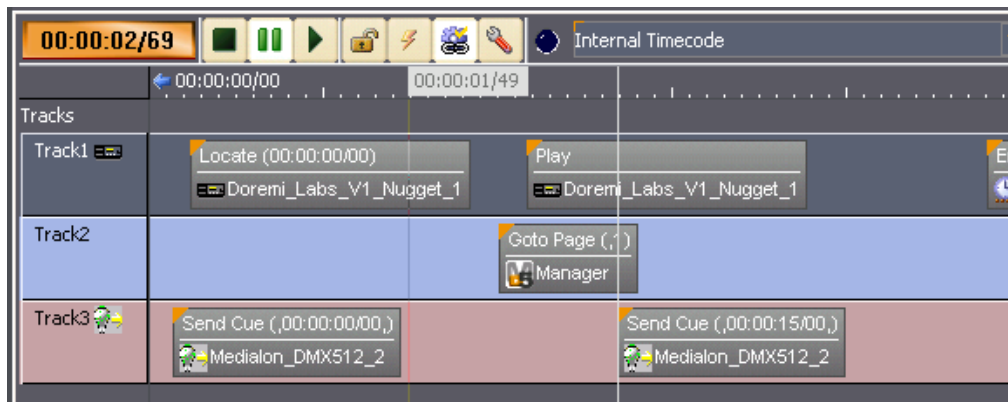 00:00:02/69 Internal Timecode
00:00:00/00 00:00:01/49
Tracks
Track1 Locate (00:00:00/00) Play E
Doremi_Labs_V1_Nugget_1 Doremi_Labs_V1_Nugget_1
Track2 Goto Page (,1)
Manager
Track3 Send Cue (,00:00:00/00,) Send Cue (,00:00:15/00,)
Medialon_DMX512_2 Medialon_DMX512_2